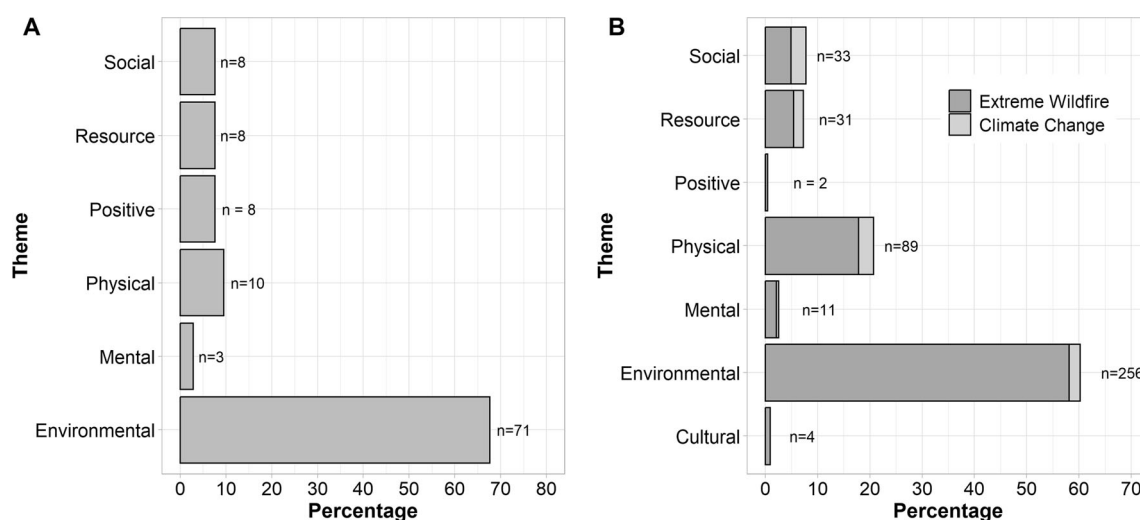 A
Theme
Social
n=8
Resource
n=8
Positive
n = 8
Physical
n=10
Mental
n=3
Environmental
n=71
0 10 20 30 40 50 60 70 80
Percentage
B
Theme
Social
n=33
Resource
n=31
Positive
n = 2
Physical
n=89
Mental
n=11
Environmental
n=256
Cultural
n=4
Extreme Wildfire
Climate Change
0 10 20 30 40 50 60 70
Percentage